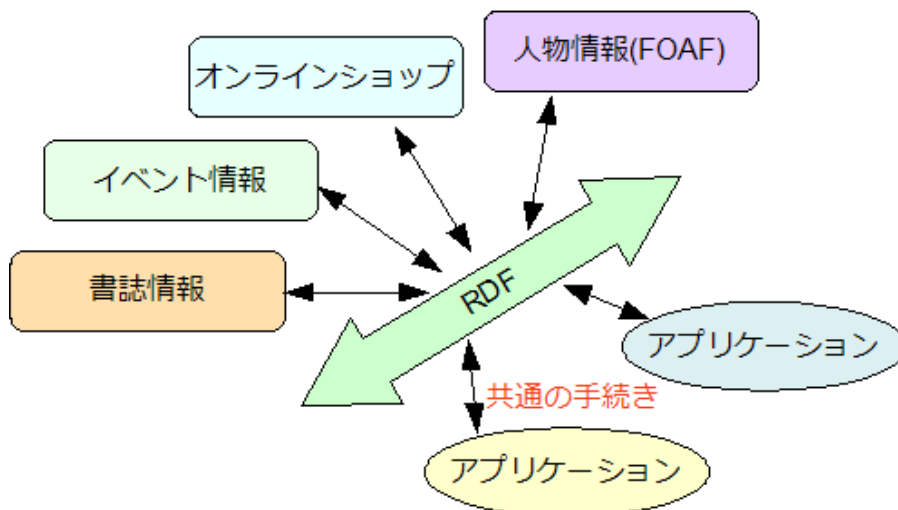 人物情報(FOAF)
オンラインショップ
イベント情報
書誌情報
RDF
アプリケーション
共通の手続き
アプリケーション